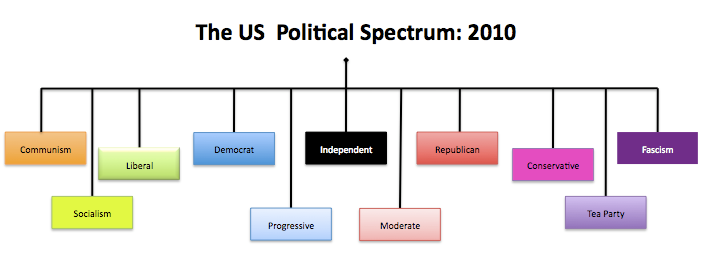 The US Political Spectrum: 2010
Communism
Socialism
Liberal
Democrat
Progressive
Independent
Moderate
Republican
Conservative
Tea Party
Fascism